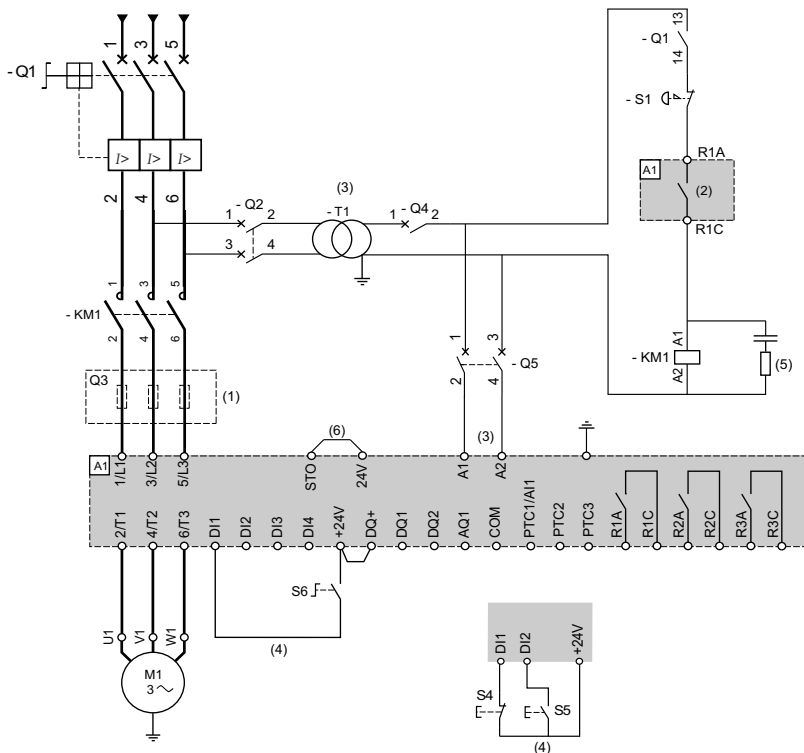 1 3 5
- Q1
I> I> I>
2 4 6
- Q2
1 2
3 4
(3)
- T1
- Q4
1 2
13
- Q1
14
- S1
R1A
A1
(2)
R1C
1 3 5
- KM1
2 4 6
1 3
- Q5
2 4
A1
- KM1
A2
(5)
Q3
(1)
(6)
(3)
A1
1/L1 3/L2 5/L3 STO 24V A1 A2
2/T1 4/T2 6/T3 DI1 DI2 DI3 DI4 +24V DQ+ DQ1 DQ2 AQ1 COM PTC1/AI1 PTC2 PTC3 R1A R1C R2A R2C R3A R3C
S6
(4)
U1 V1 W1
M1
3
DI1 DI2 +24V
S4 S5
(4)